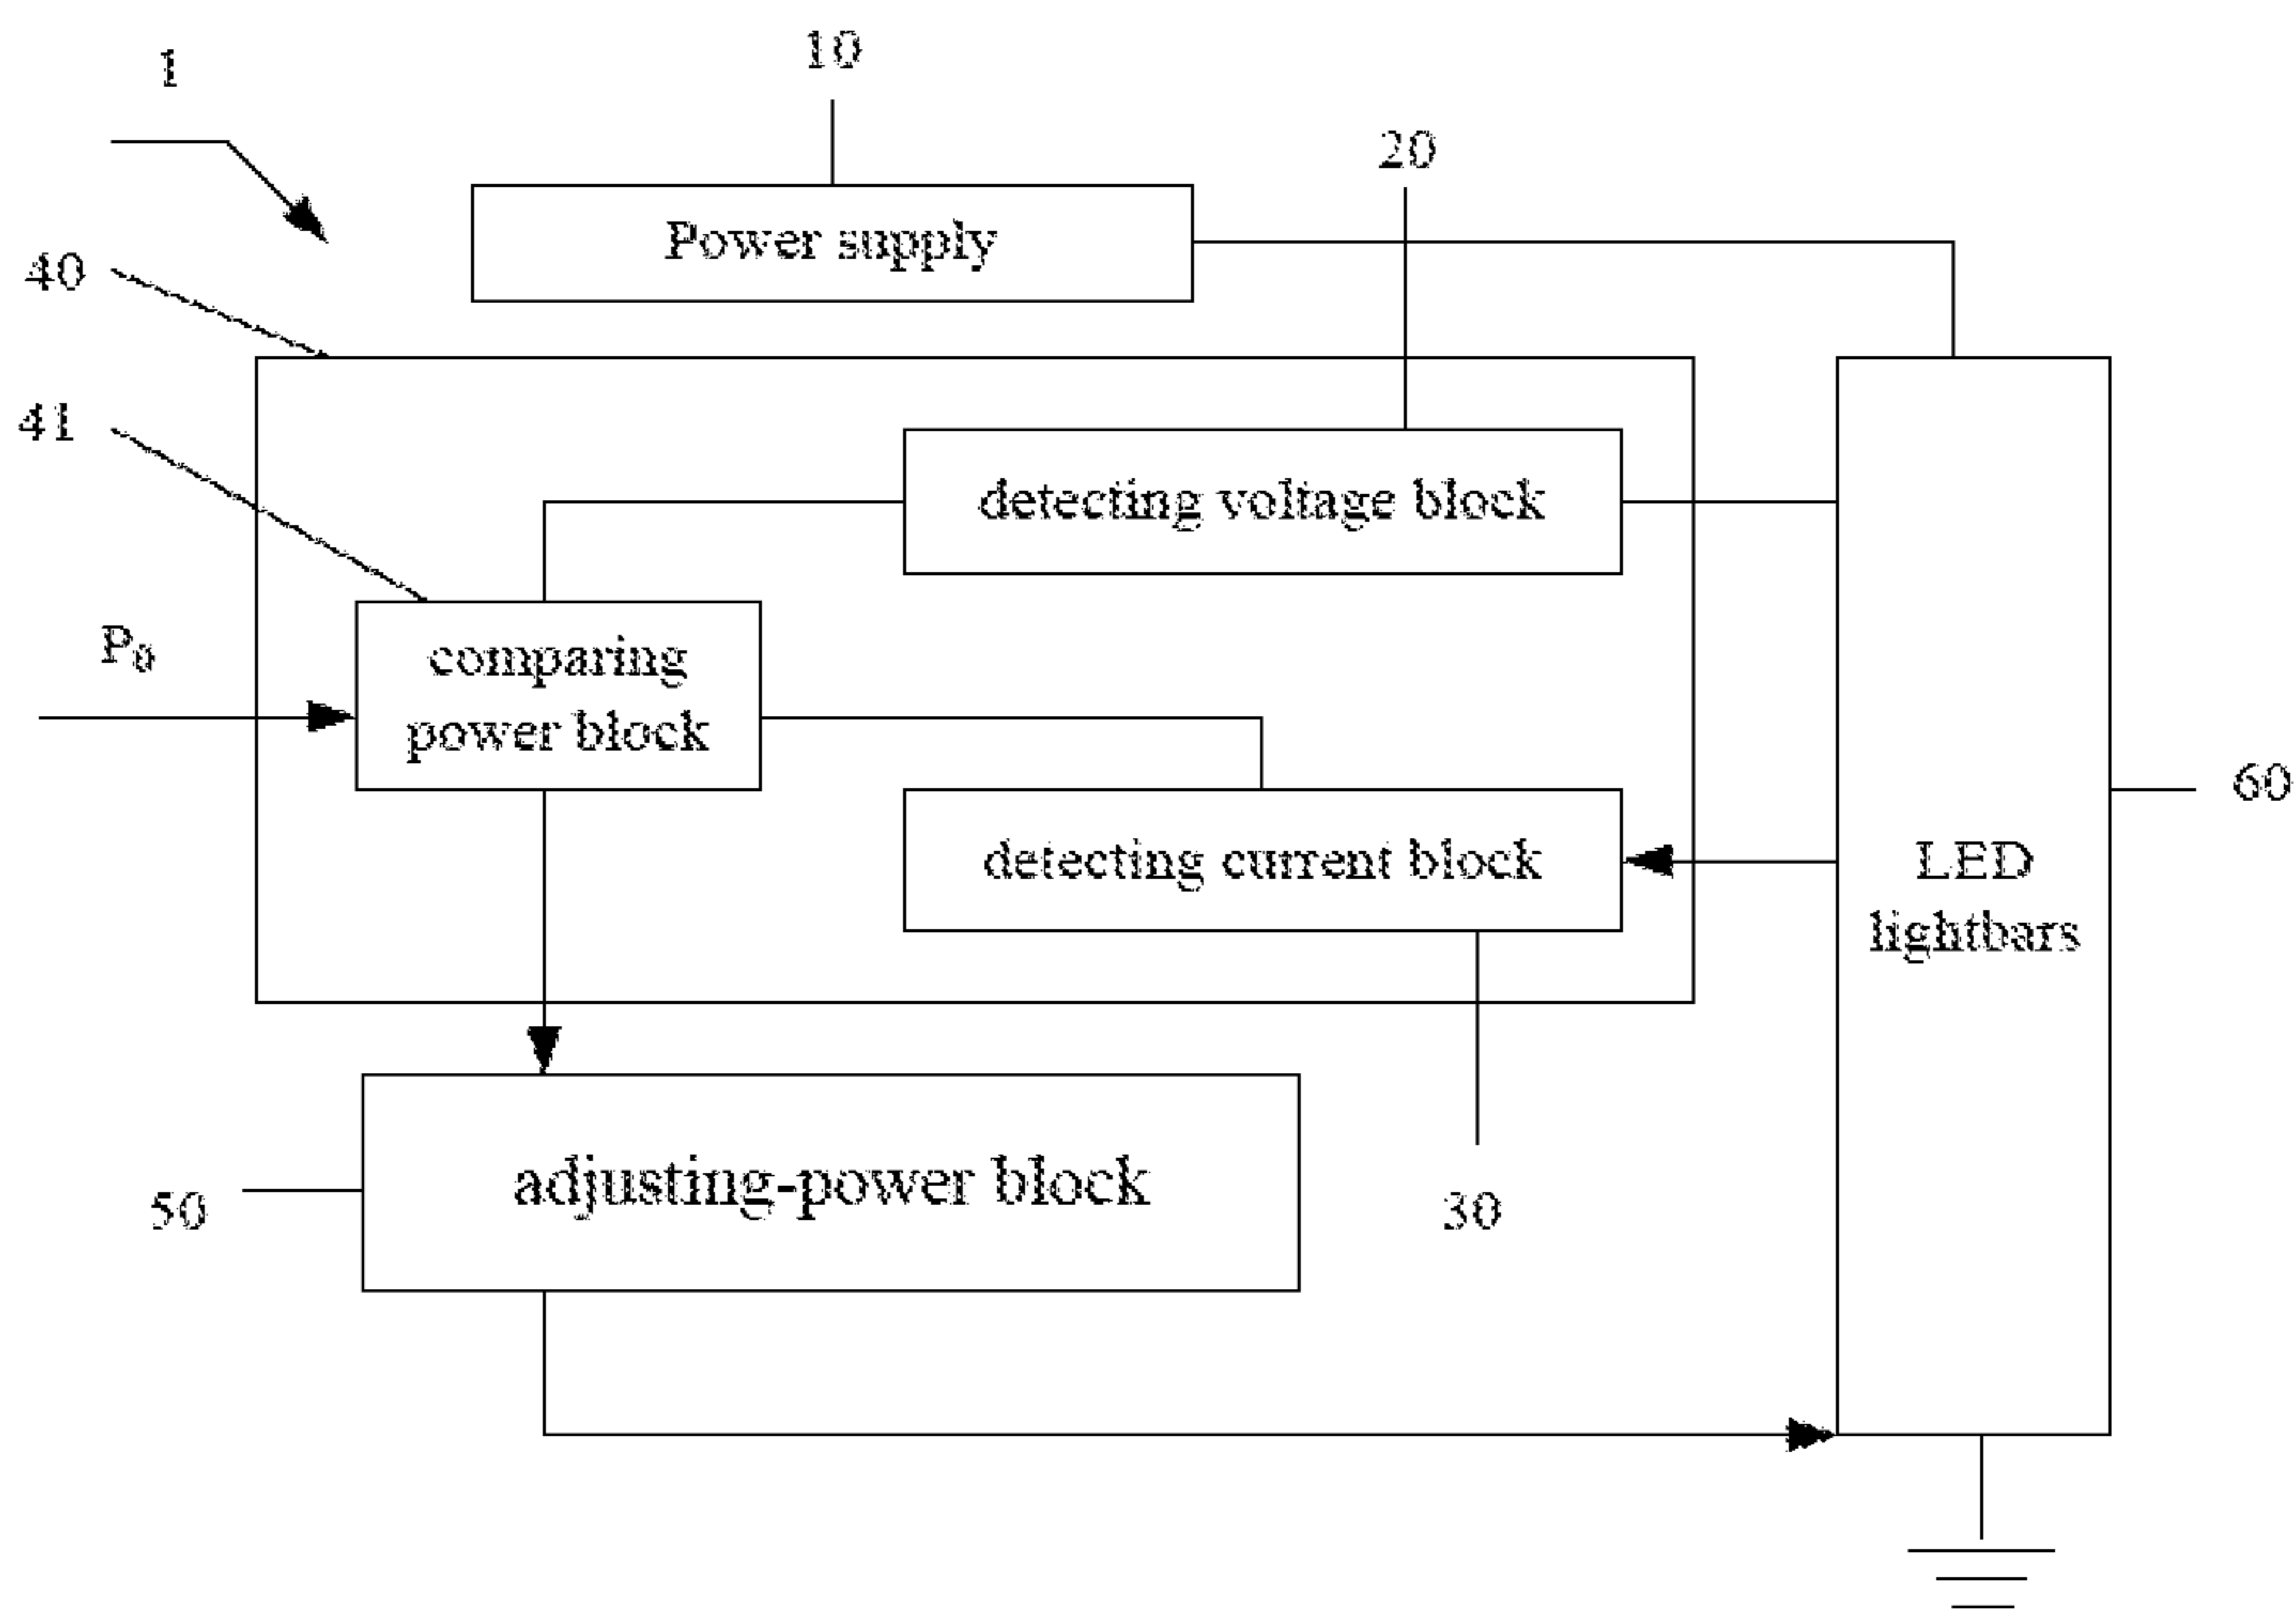 1
10
20
Power supply
40
41
detecting voltage block
P0
comparing
power block
60
detecting current block
LED
lightbars
adjusting-power block
50
30